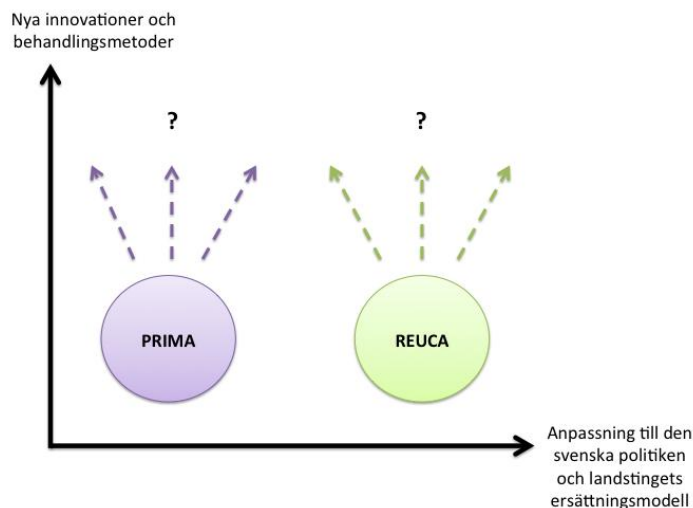 Nya innovationer och
behandlingsmetoder
?
?
PRIMA
REUCA
Anpassning till den
svenska politiken
och landstingets
ersättningsmodell